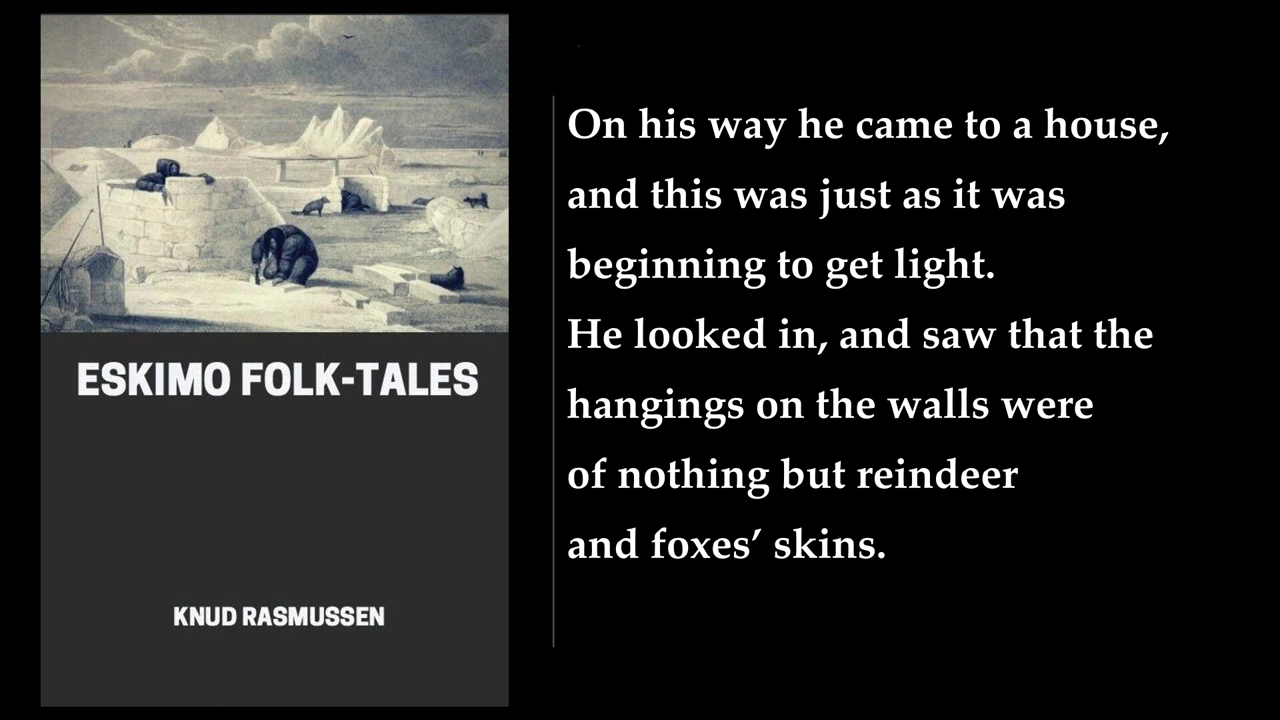 ESKIMO FOLK-TALES
KNUD RASMUSSEN
On his way he came to a house,
and this was just as it was
beginning to get light.
He looked in, and saw that the
hangings on the walls were
of nothing but reindeer
and foxes’ skins.